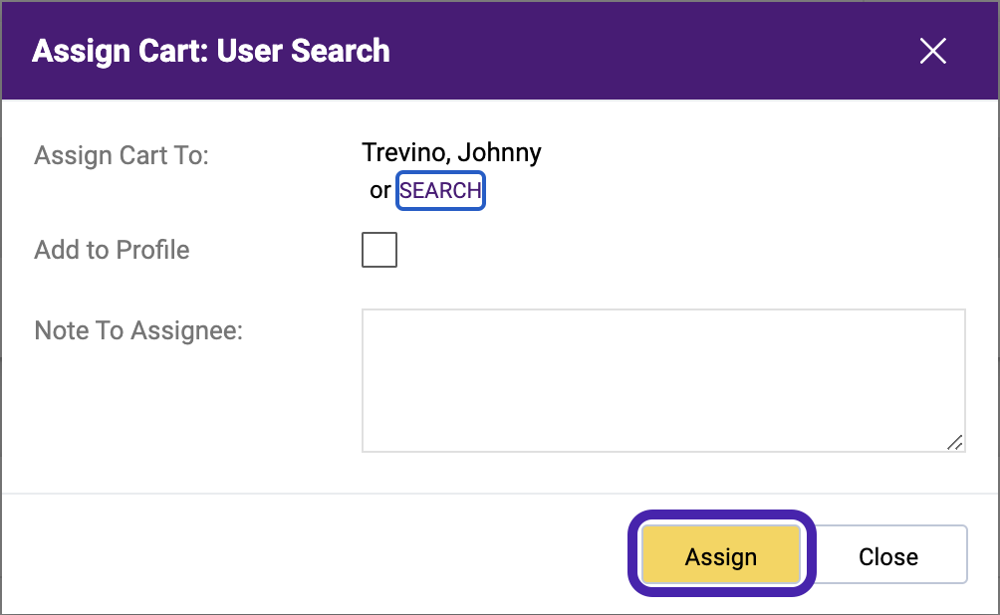 Assign Cart: User Search
Assign Cart To:
Trevino, Johnny
or SEARCH
Add to Profile
Note To Assignee:
Assign
Close